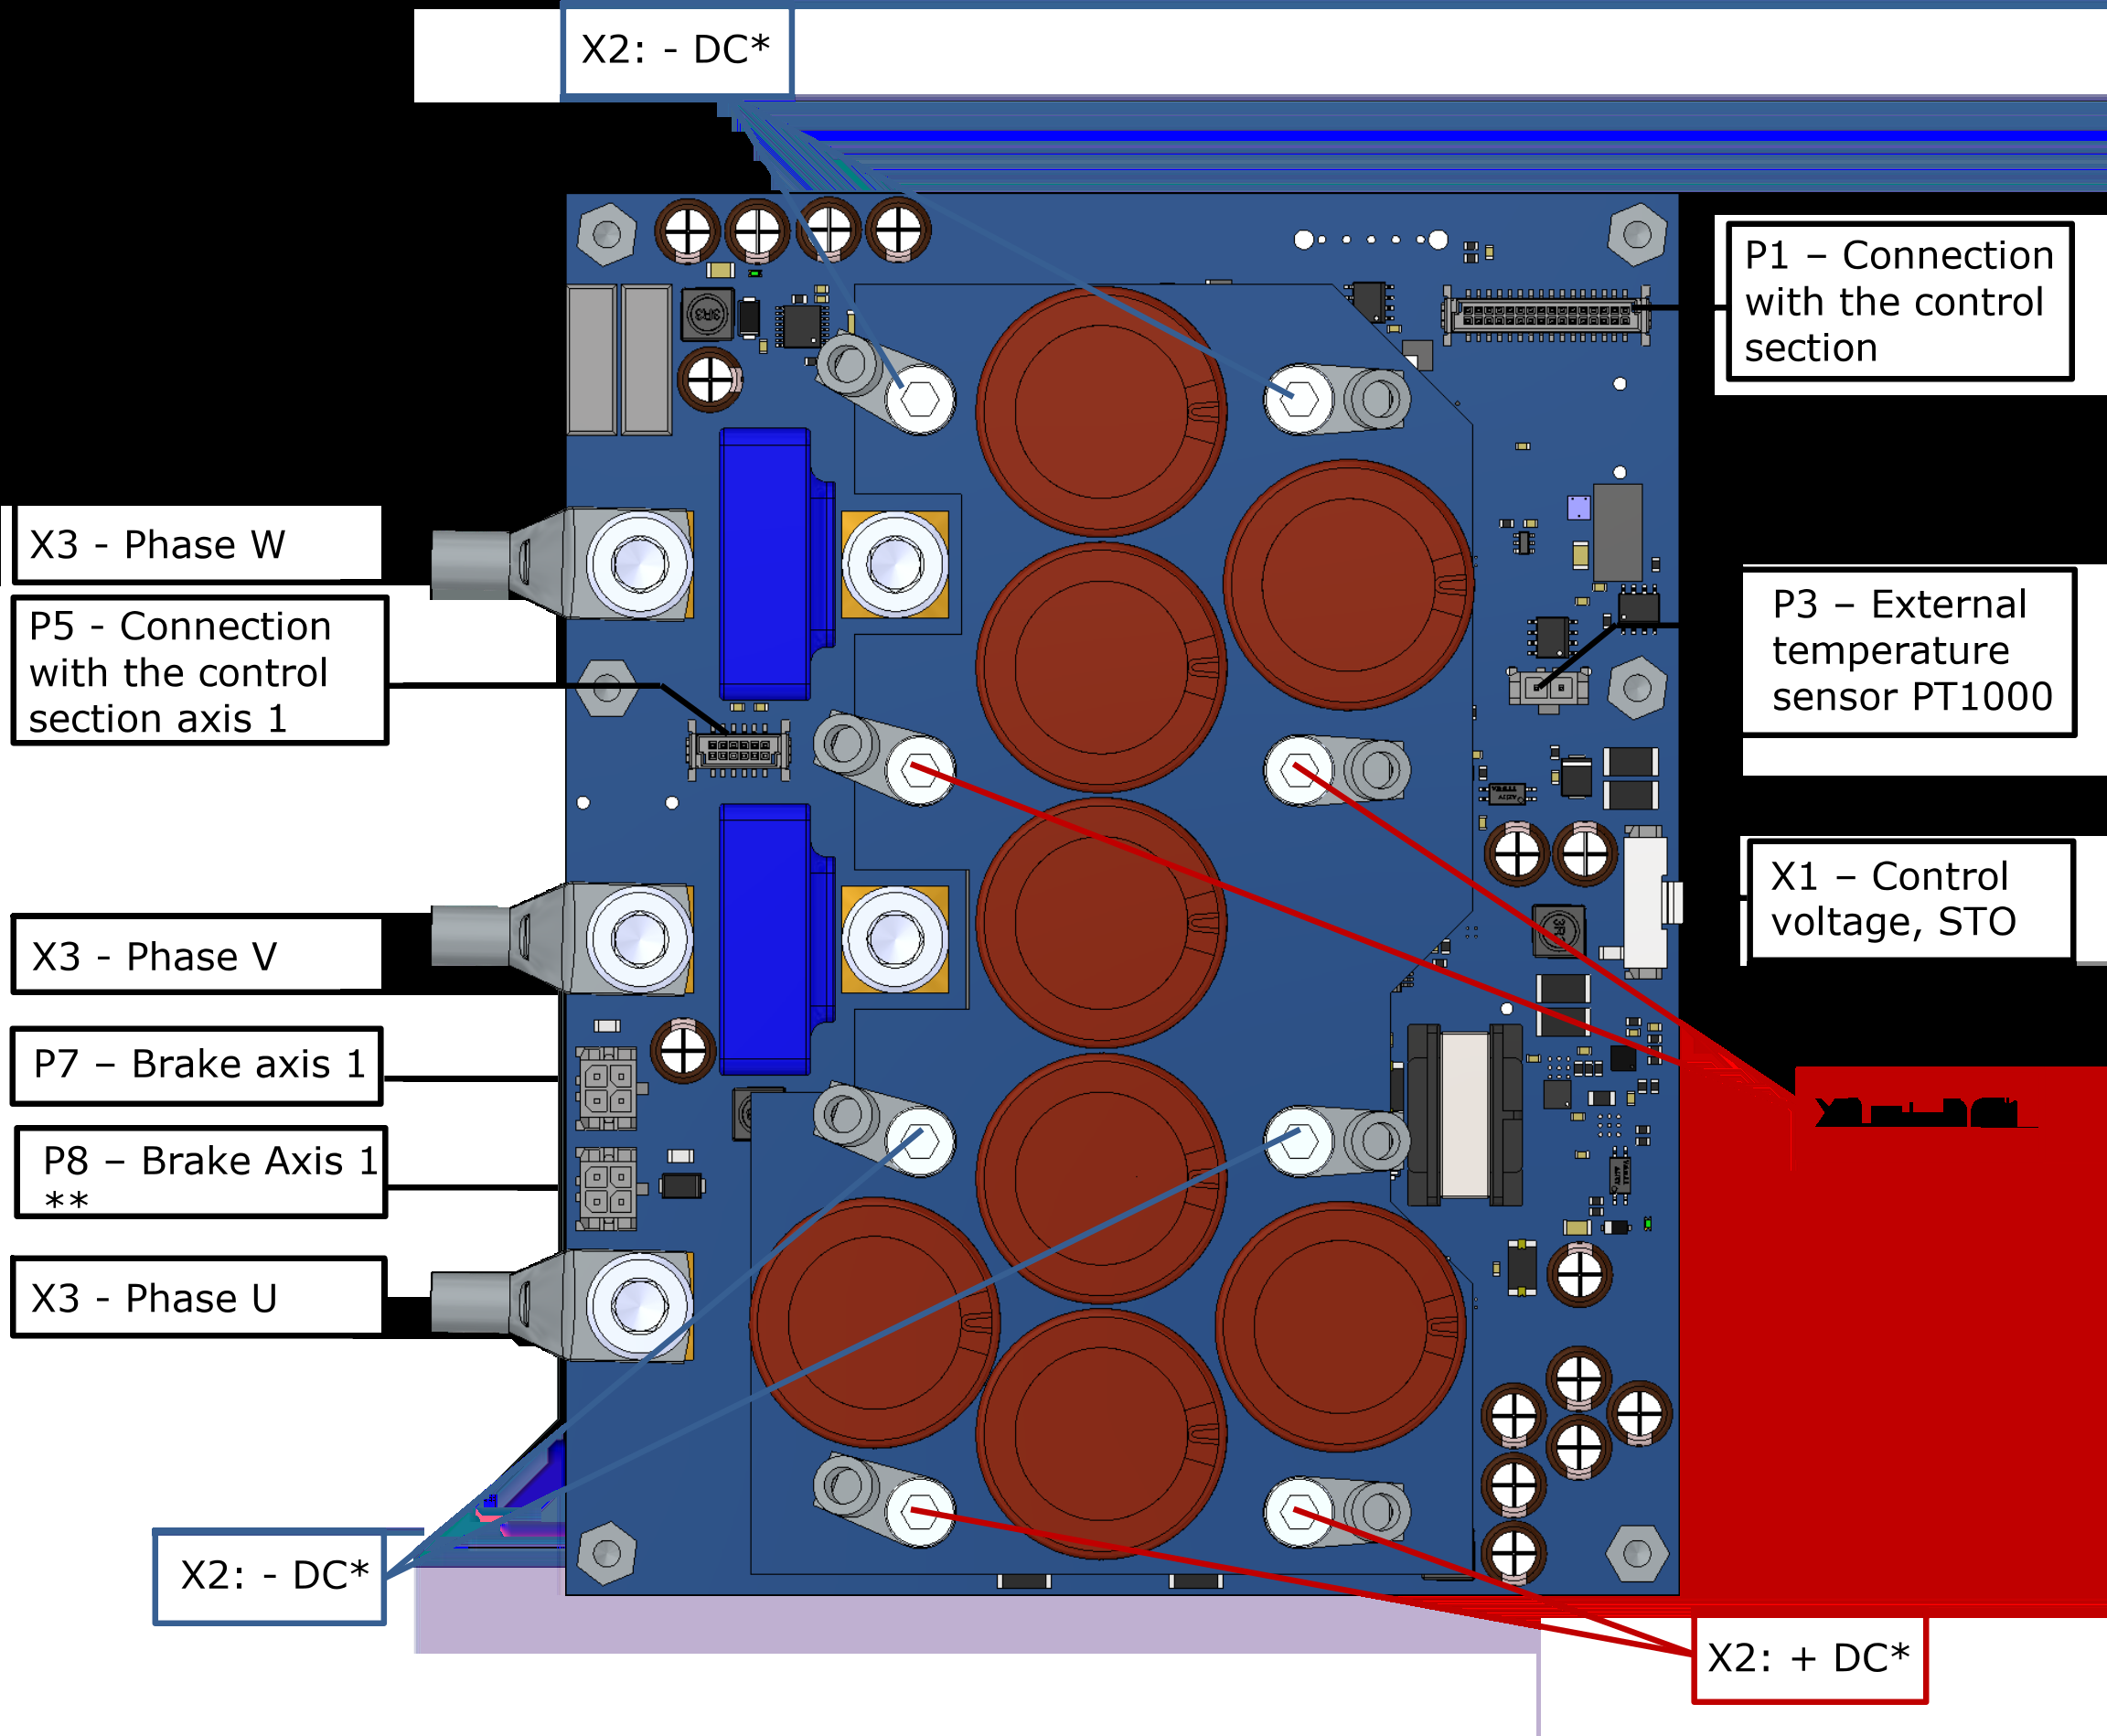 X2: - DC*
P1 – Connection
with the control
section
X3 - Phase W
P5 - Connection
with the control
section axis 1
P3 – External
temperature
sensor PT1000
X1 – Control
voltage, STO
X3 - Phase V
P7 – Brake axis 1
P8 – Brake Axis 1
**
X3 - Phase U
X2: - DC*
X2: + DC*
3R3